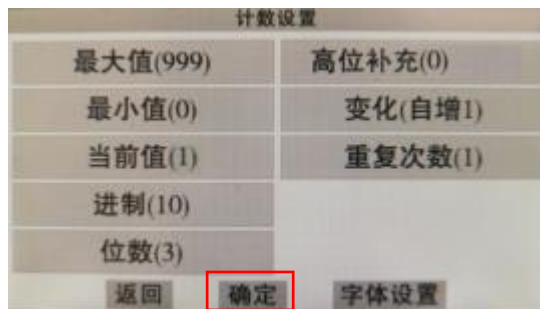 计数设置
最大值(999) 高位补充(0)
最小值(0) 变化(自增1)
当前值(1) 重复次数(1)
进制(10)
位数(3)
返回 确定 字体设置